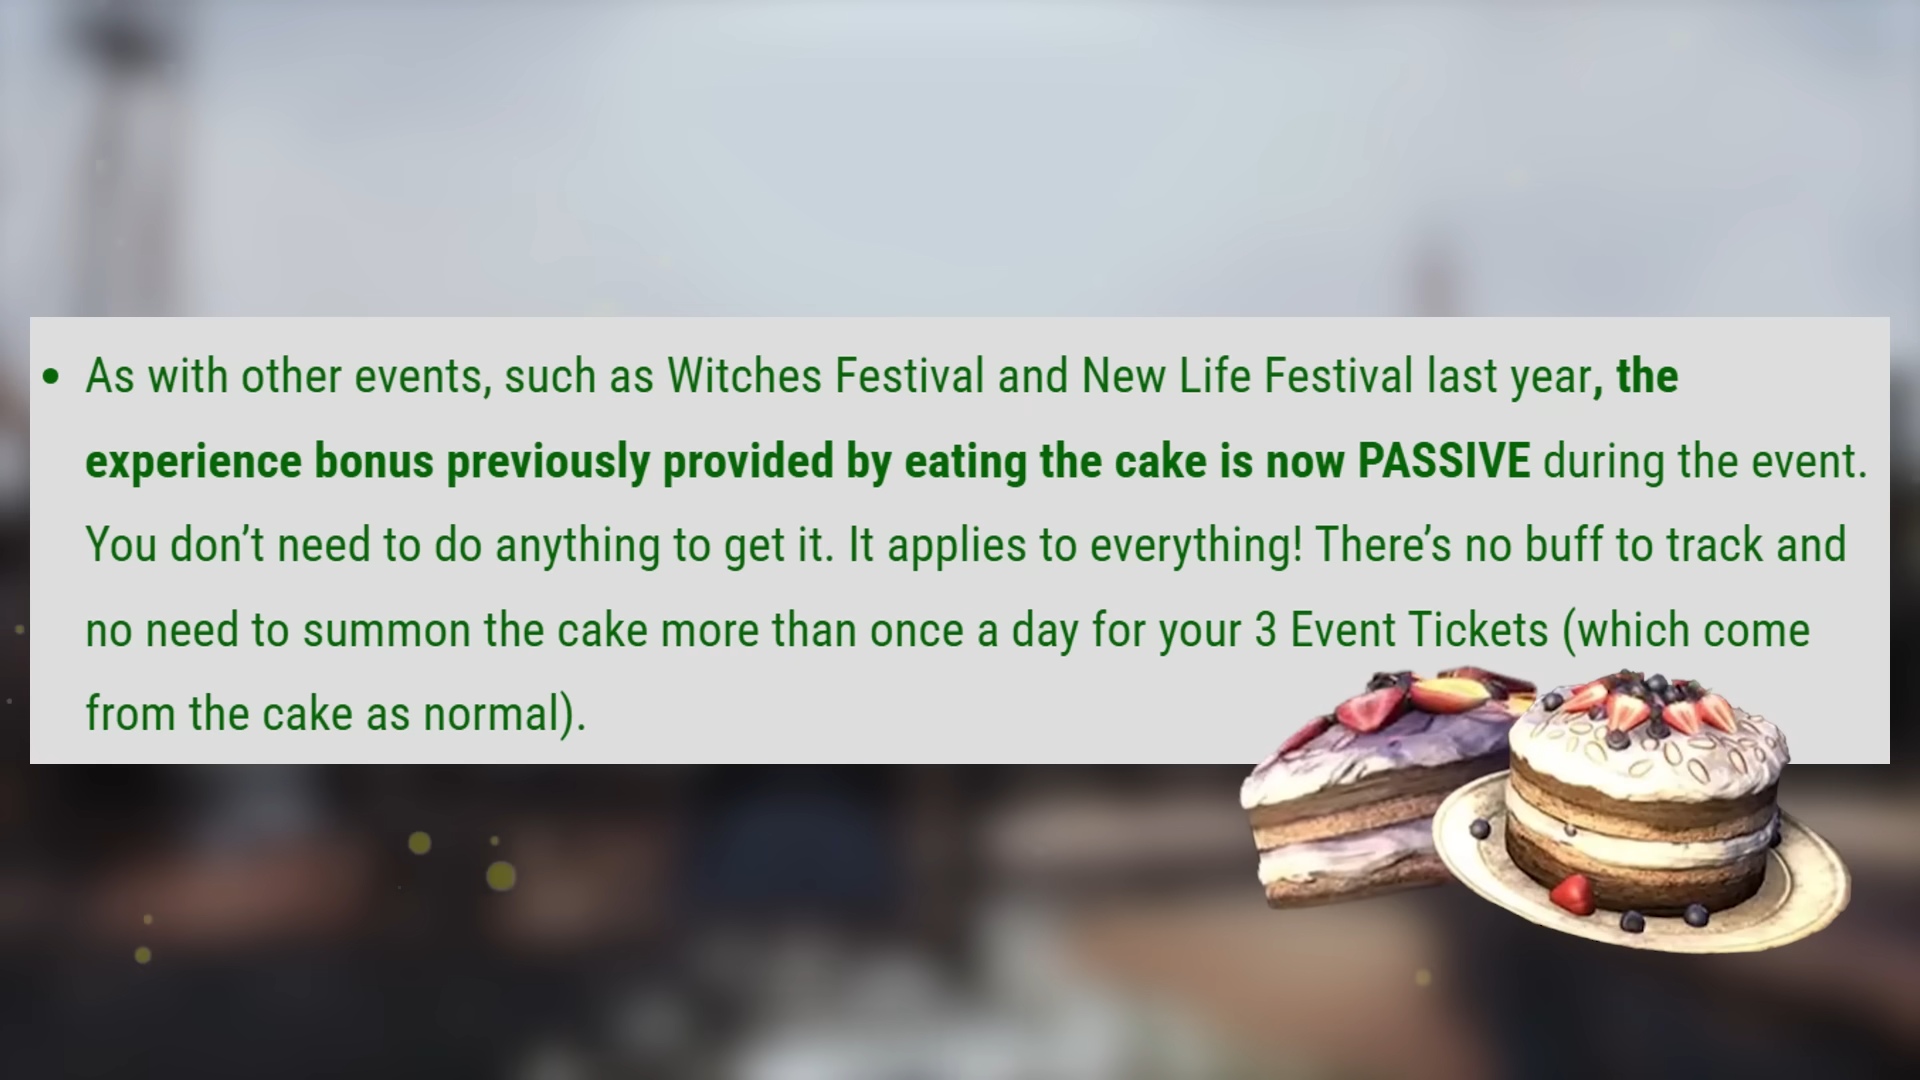 • As with other events, such as Witches Festival and New Life Festival last year, the
experience bonus previously provided by eating the cake is now PASSIVE during the event.
You don’t need to do anything to get it. It applies to everything! There’s no buff to track and
no need to summon the cake more than once a day for your 3 Event Tickets (which come
from the cake as normal).